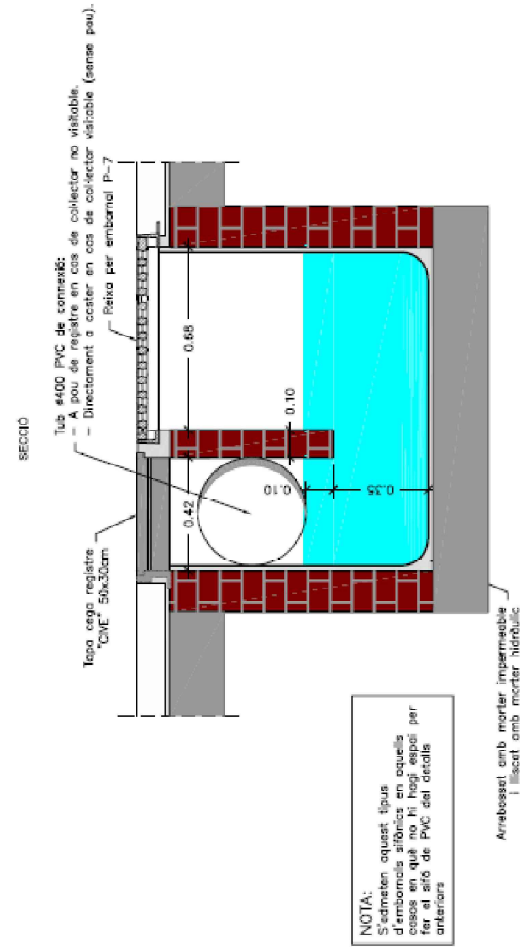 SECCIÓ
Tub ø400 PVC de connexió:
– A pou de registre en cas de col·lector no visitable.
– Directament a coster en cas de col·lector visitable (sense pou).
Reixa per embornal P-7
Tapa cega registre
"CIVE" 50x30cm
0.42
0.68
0.10
0.10
0.35
NOTA:
S'admeten aquest tipus
d'embornals sifònics en aquells
casos en què no hi hagi espai per
fer el sifó de PVC del detalls
anteriors
Arrebossat amb morter impermeable
i lliscat amb morter hidràulic